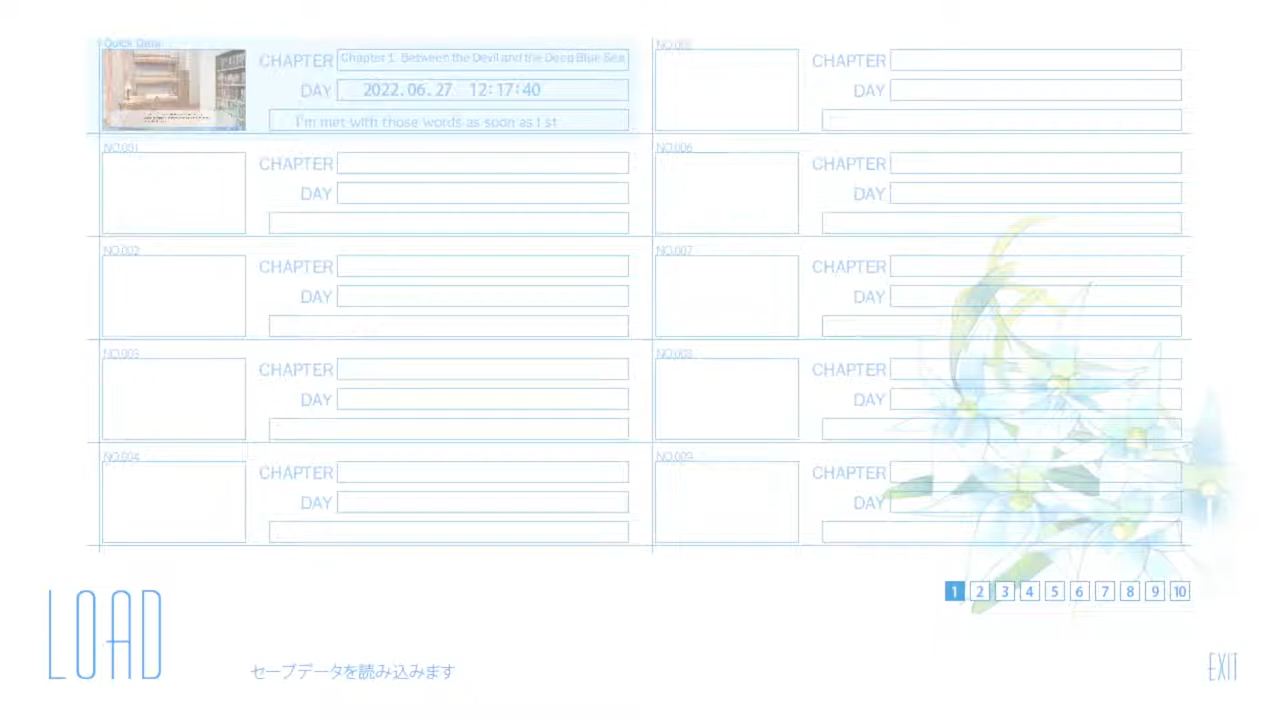 Quick Data
CHAPTER Chapter 1 Between the Devil and the Deep Blue Sea
DAY 2022.06.27 12:17:40
I'm met with those words as soon as I st
NO.001
CHAPTER
DAY
NO.002
CHAPTER
DAY
NO.003
CHAPTER
DAY
NO.004
CHAPTER
DAY
NO.005
CHAPTER
DAY
NO.006
CHAPTER
DAY
NO.007
CHAPTER
DAY
NO.008
CHAPTER
DAY
NO.009
CHAPTER
DAY
1 2 3 4 5 6 7 8 9 10
LOAD
セーブデータを読み込みます
EXIT